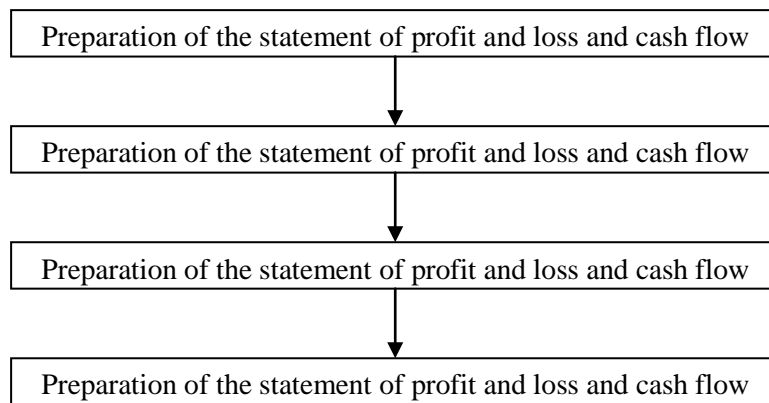 Preparation of the statement of profit and loss and cash flow
Preparation of the statement of profit and loss and cash flow
Preparation of the statement of profit and loss and cash flow
Preparation of the statement of profit and loss and cash flow